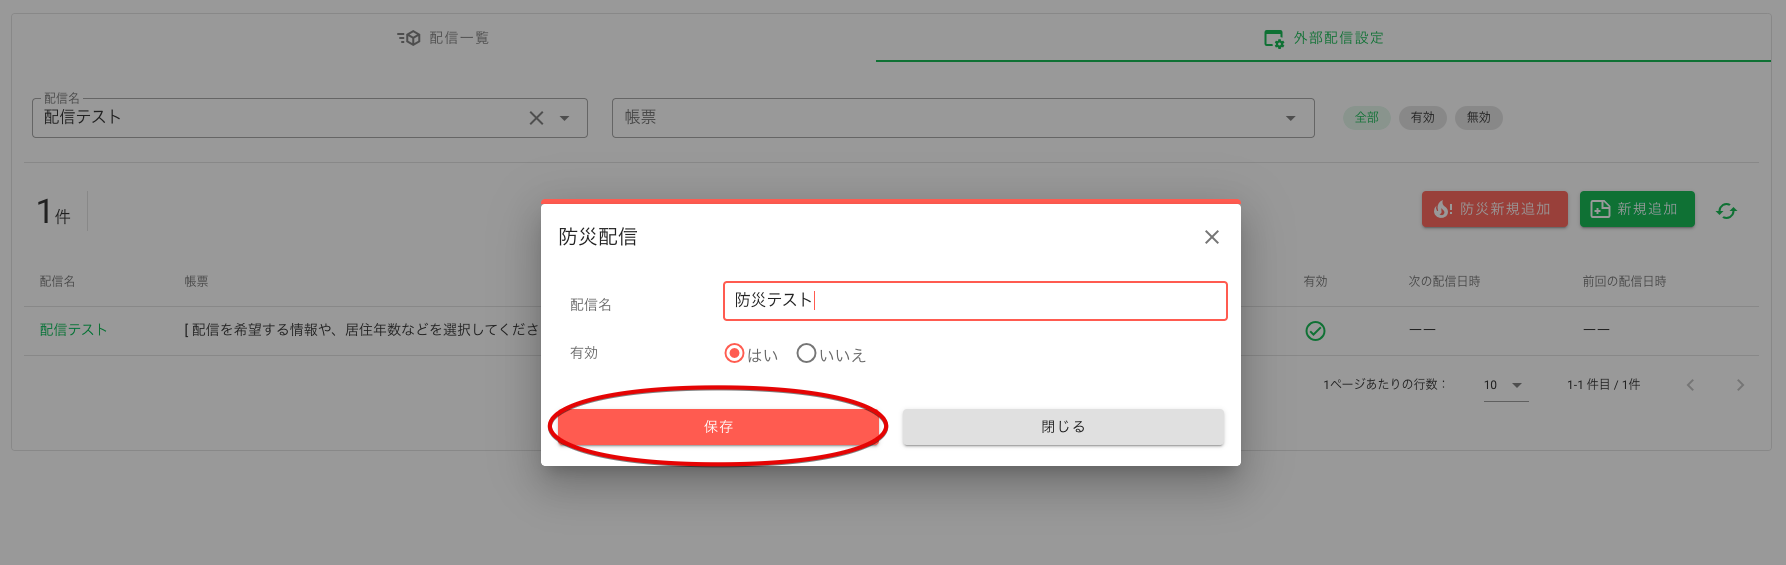 配信一覧
外部配信設定
配信名
配信テスト
帳票
全部
有効
無効
1件
防災新規追加
新規追加
配信名
帳票
有効
次の配信日時
前回の配信日時
配信テスト
[ 配信を希望する情報や、居住年数などを選択してくださ
ーー
ーー
1ページあたりの行数：
10
1-1 件目 / 1件
防災配信
配信名
防災テスト
有効
はい
いいえ
保存
閉じる